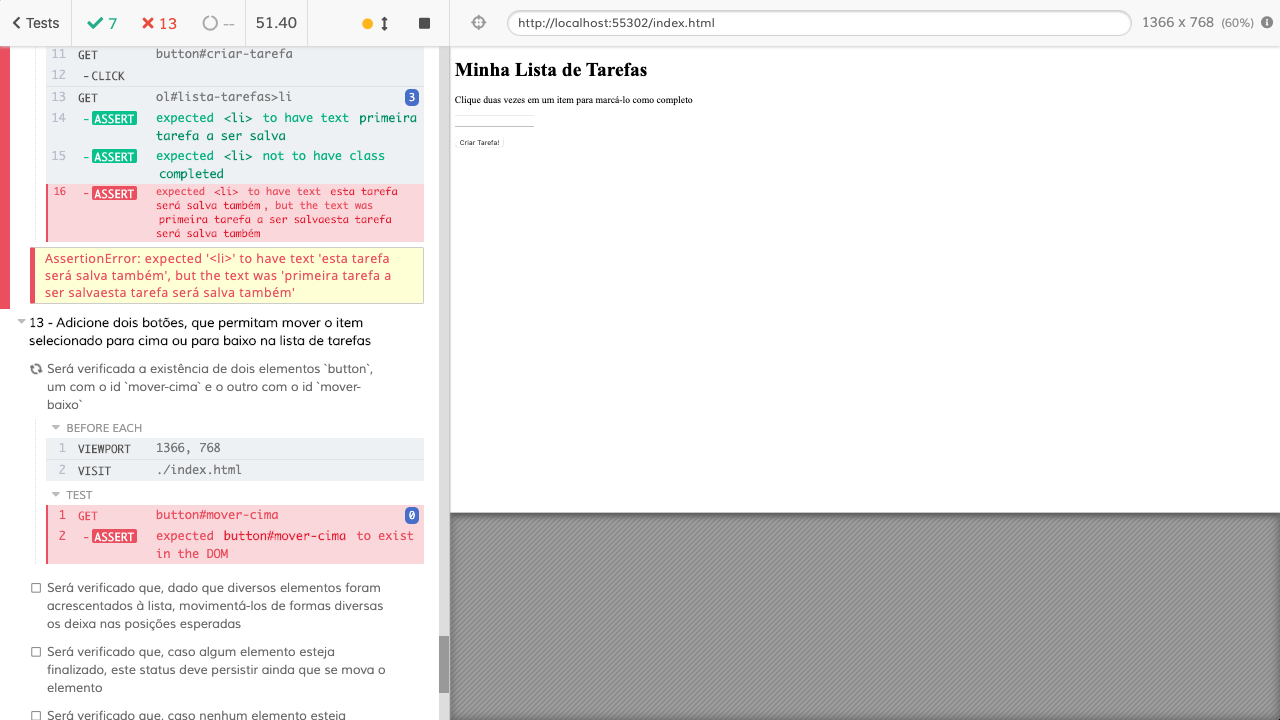 Tests 7 13 -- 51.40 http://localhost:55302/index.html 1366 x 768 (60%)
11 GET button#criar-tarefa
12 -CLICK
13 GET ol#lista-tarefas>li 3
14 -ASSERT expected <li> to have text primeira
tarefa a ser salva
15 -ASSERT expected <li> not to have class
completed
16 -ASSERT expected <li> to have text esta tarefa
será salva também, but the text was
primeira tarefa a ser salvaesta tarefa
será salva também
AssertionError: expected '<li>' to have text 'esta tarefa
será salva também', but the text was 'primeira tarefa a
ser salvaesta tarefa será salva também'
13 - Adicione dois botões, que permitam mover o item
selecionado para cima ou para baixo na lista de tarefas
Será verificada a existência de dois elementos `button`,
um com o id `mover-cima` e o outro com o id `mover-
baixo`
BEFORE EACH
1 VIEWPORT 1366, 768
2 VISIT ./index.html
TEST
1 GET button#mover-cima 0
2 -ASSERT expected button#mover-cima to exist
in the DOM
Será verificado que, dado que diversos elementos foram
acrescentados à lista, movimentá-los de formas diversas
os deixa nas posições esperadas
Será verificado que, caso algum elemento esteja
finalizado, este status deve persistir ainda que se mova o
elemento
Será verificado que, caso nenhum elemento esteja
Minha Lista de Tarefas
Clique duas vezes em um item para marcá-lo como completo
Criar Tarefa!